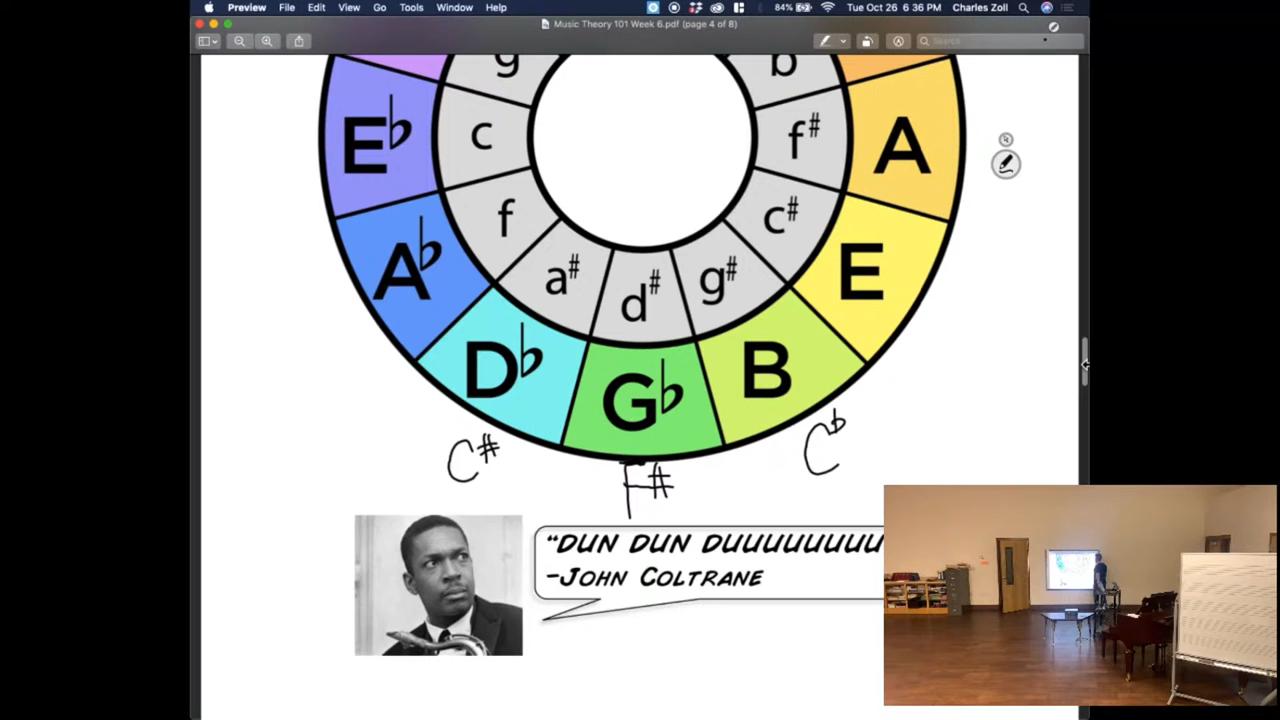 Preview File Edit View Go Tools Window Help 84% Tue Oct 26 6:36 PM Charles Zoll
Music Theory 101 Week 6.pdf (page 4 of 8)
Search
g b
E♭ c f# A
A♭ f c# E
a# d# g#
D♭ G♭ B
C# F# C♭
"DUN DUN DUUUUUUUU
-JOHN COLTRANE